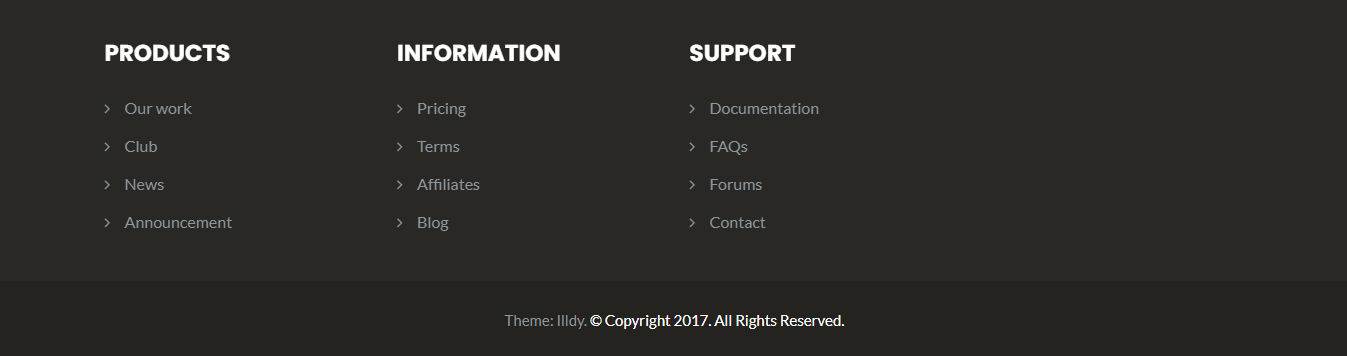 PRODUCTS
Our work
Club
News
Announcement
INFORMATION
Pricing
Terms
Affiliates
Blog
SUPPORT
Documentation
FAQs
Forums
Contact
Theme: Illdy. © Copyright 2017. All Rights Reserved.